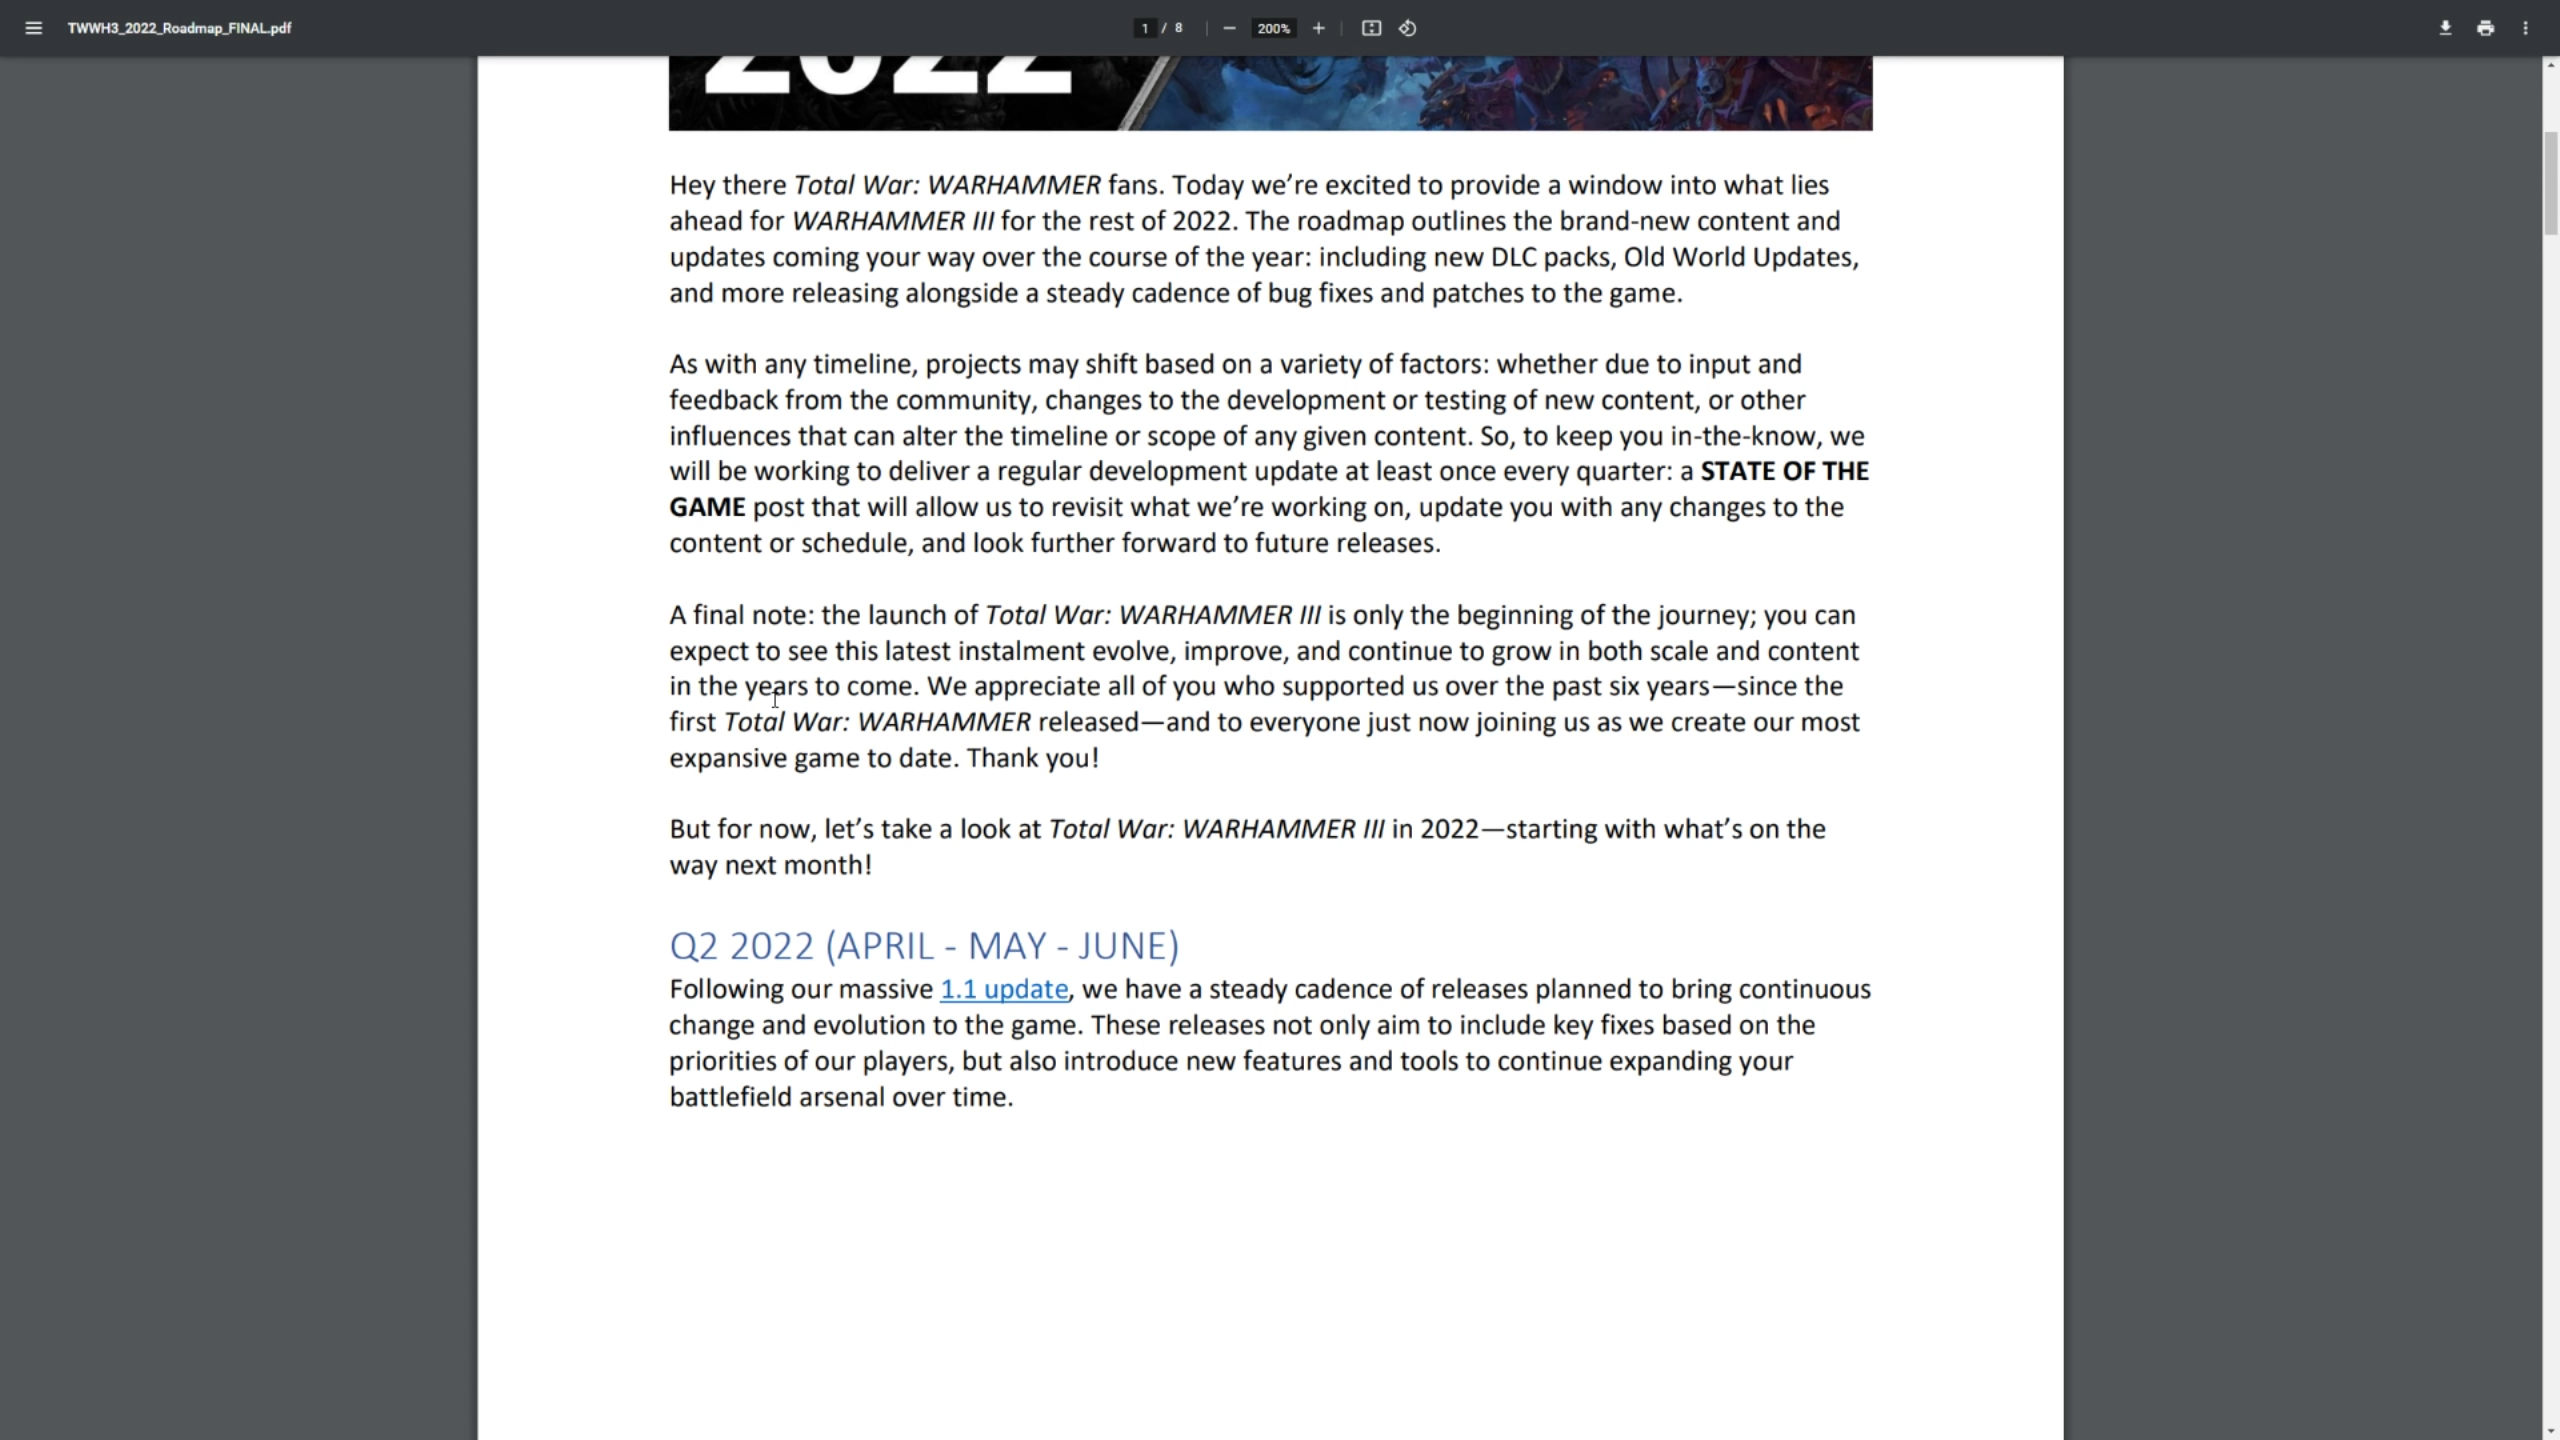 TWWH3_2022_Roadmap_FINAL.pdf
1 / 8
200%
2022
Hey there Total War: WARHAMMER fans. Today we’re excited to provide a window into what lies
ahead for WARHAMMER III for the rest of 2022. The roadmap outlines the brand-new content and
updates coming your way over the course of the year: including new DLC packs, Old World Updates,
and more releasing alongside a steady cadence of bug fixes and patches to the game.
As with any timeline, projects may shift based on a variety of factors: whether due to input and
feedback from the community, changes to the development or testing of new content, or other
influences that can alter the timeline or scope of any given content. So, to keep you in-the-know, we
will be working to deliver a regular development update at least once every quarter: a STATE OF THE
GAME post that will allow us to revisit what we’re working on, update you with any changes to the
content or schedule, and look further forward to future releases.
A final note: the launch of Total War: WARHAMMER III is only the beginning of the journey; you can
expect to see this latest instalment evolve, improve, and continue to grow in both scale and content
in the years to come. We appreciate all of you who supported us over the past six years—since the
first Total War: WARHAMMER released—and to everyone just now joining us as we create our most
expansive game to date. Thank you!
But for now, let’s take a look at Total War: WARHAMMER III in 2022—starting with what’s on the
way next month!
Q2 2022 (APRIL - MAY - JUNE)
Following our massive 1.1 update, we have a steady cadence of releases planned to bring continuous
change and evolution to the game. These releases not only aim to include key fixes based on the
priorities of our players, but also introduce new features and tools to continue expanding your
battlefield arsenal over time.